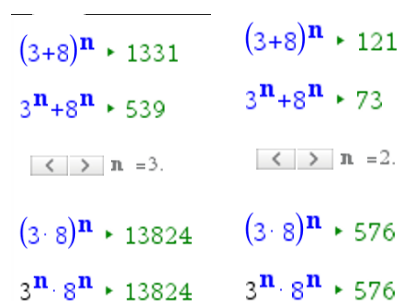 (3+8)ⁿ ▸ 1331
3ⁿ+8ⁿ ▸ 539
< > n =3.
(3· 8)ⁿ ▸ 13824
3ⁿ· 8ⁿ ▸ 13824
(3+8)ⁿ ▸ 121
3ⁿ+8ⁿ ▸ 73
< > n =2.
(3· 8)ⁿ ▸ 576
3ⁿ· 8ⁿ ▸ 576